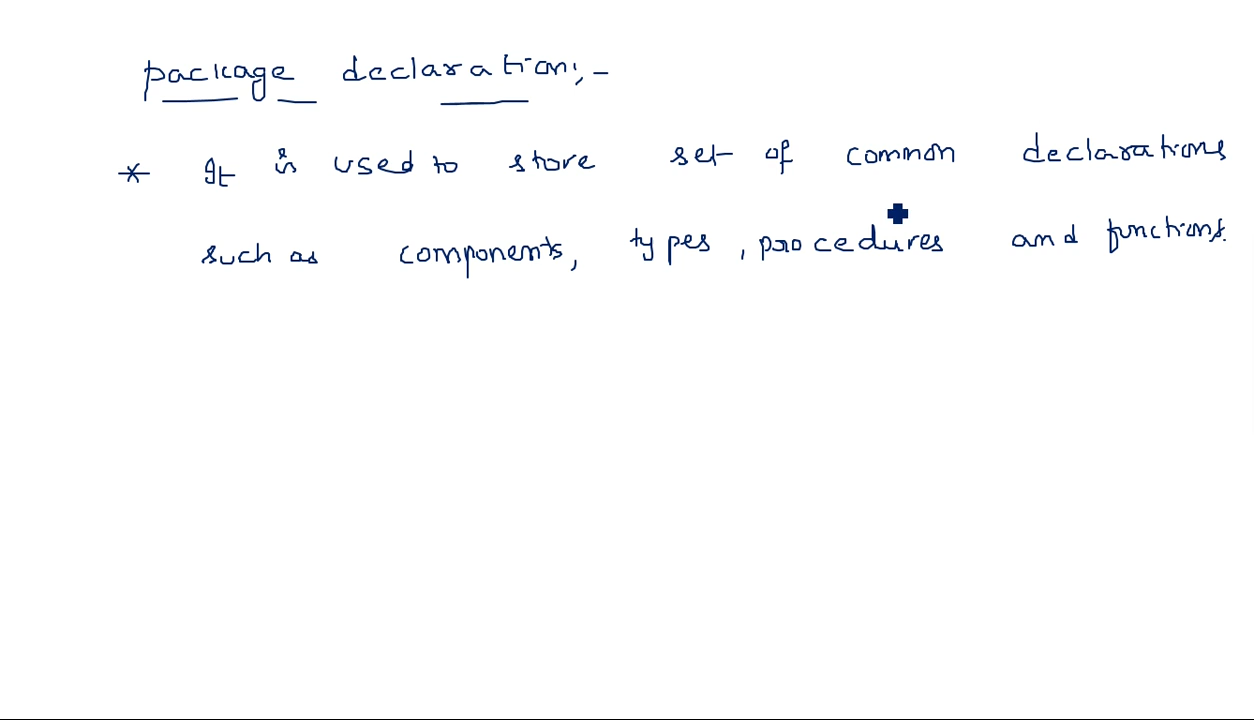 package declaration:-
* It is used to store set of common declarations
such as components, types, procedures and functions.